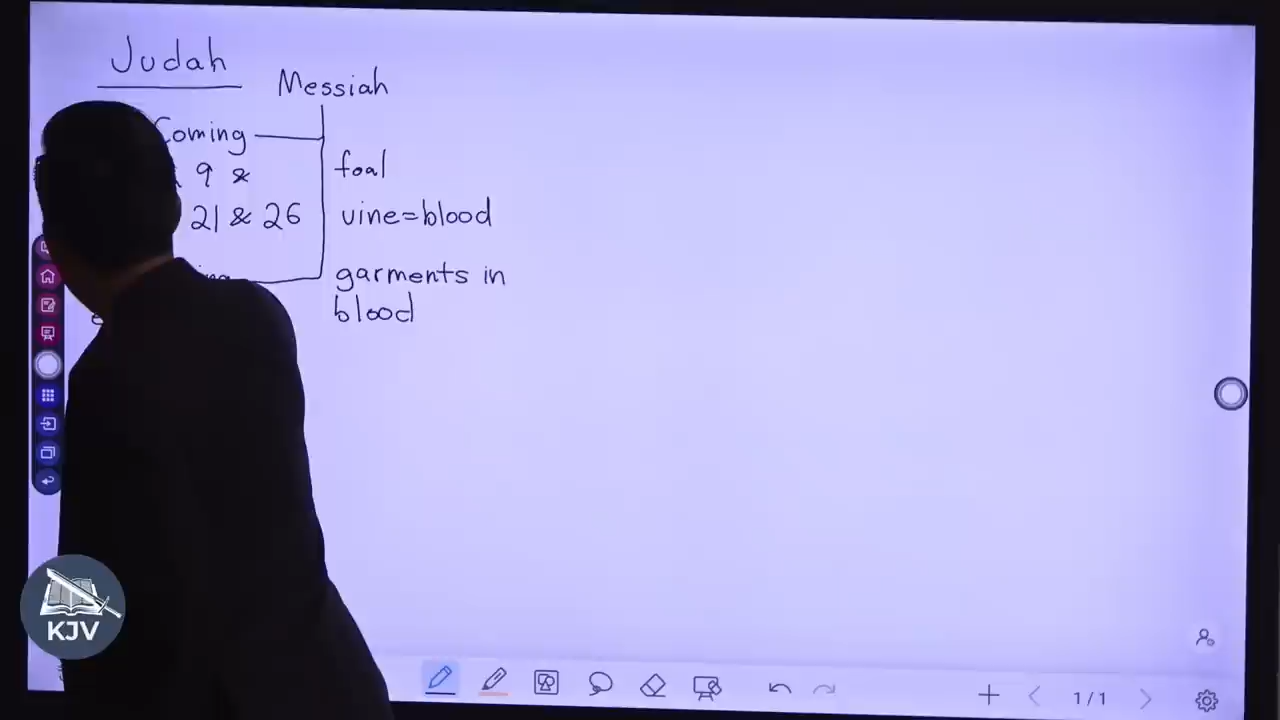 Judah
Messiah
Coming
9 &
foal
21 & 26
vine=blood
garments in
blood
KJV
1/1